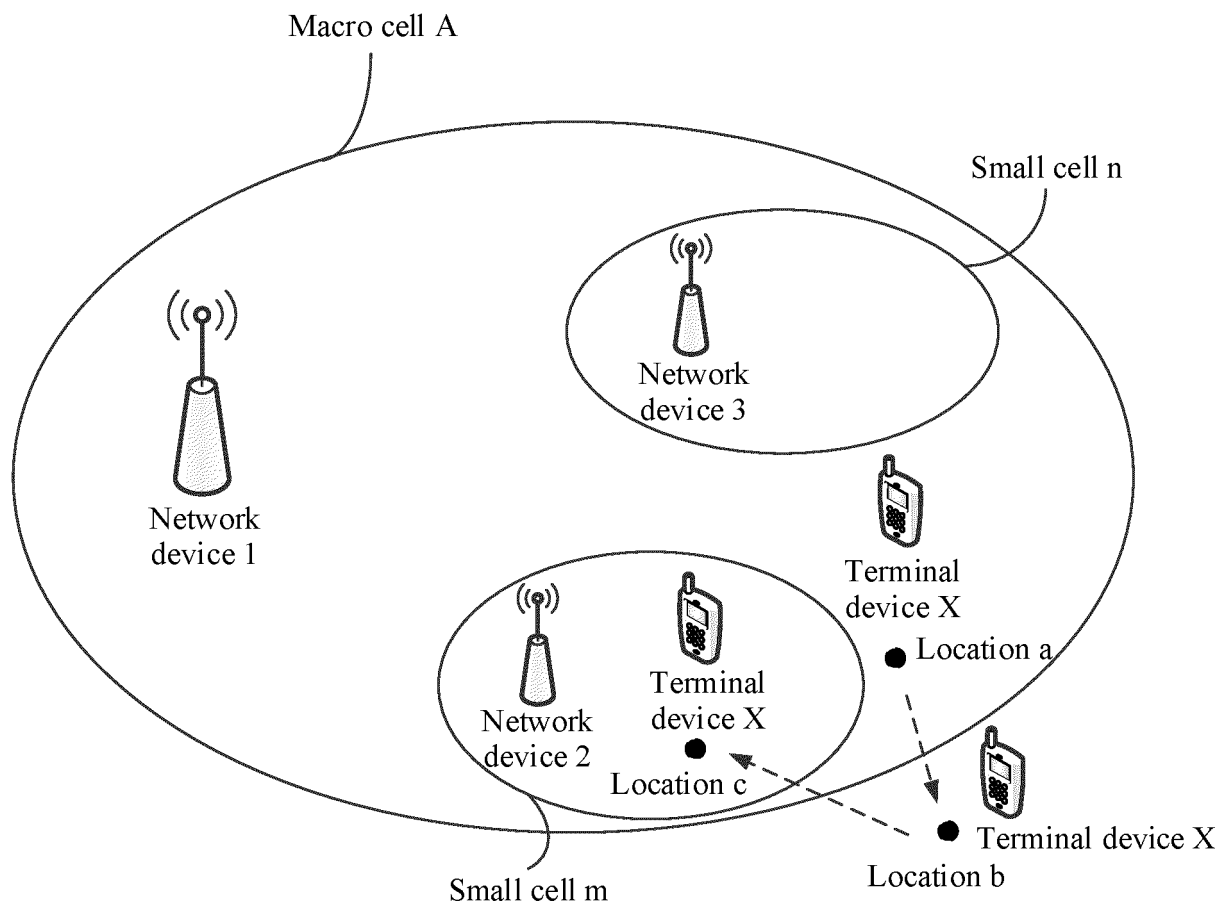 Macro cell A
Small cell n
Network
device 3
Network
device 1
Terminal
device X
Location a
Terminal
device X
Network
device 2
Location c
Terminal device X
Location b
Small cell m